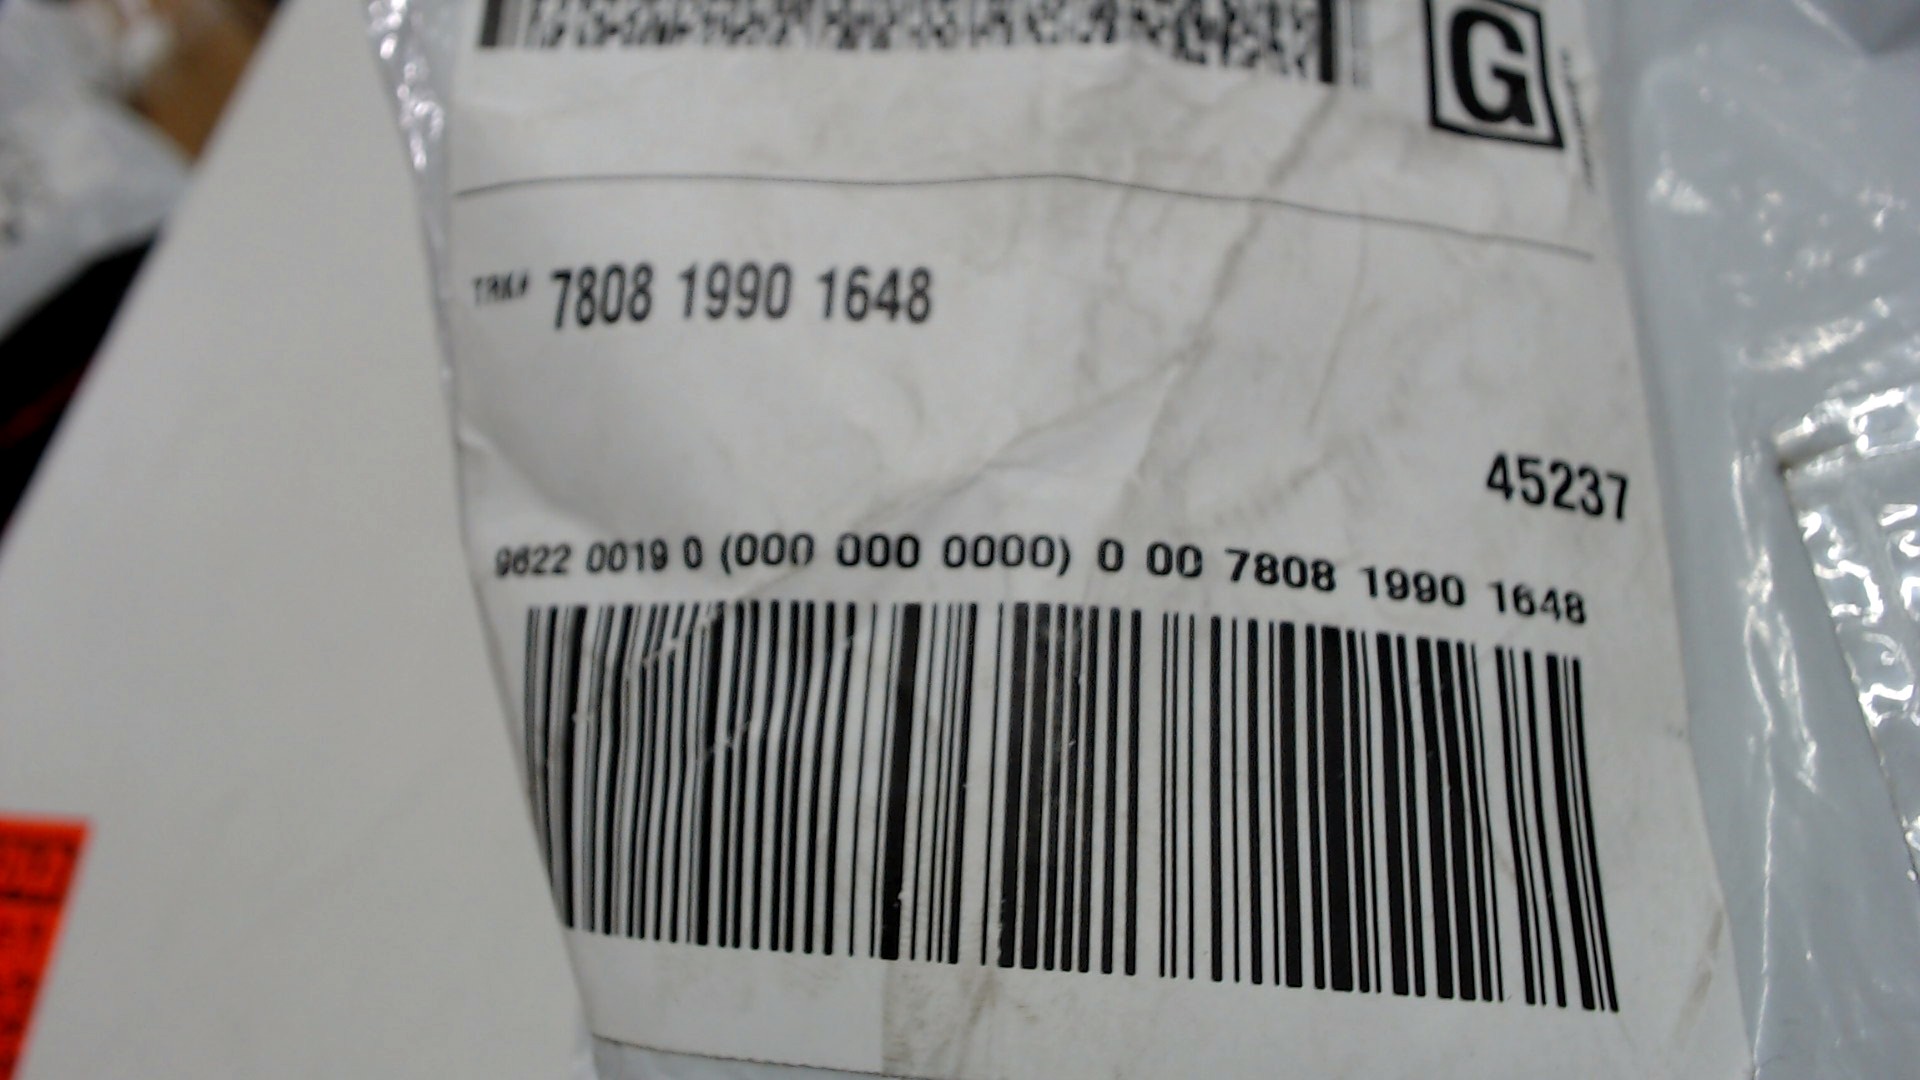 G
TRK# 7808 1990 1648
45237
9622 0019 0 (000 000 0000) 0 00 7808 1990 1648